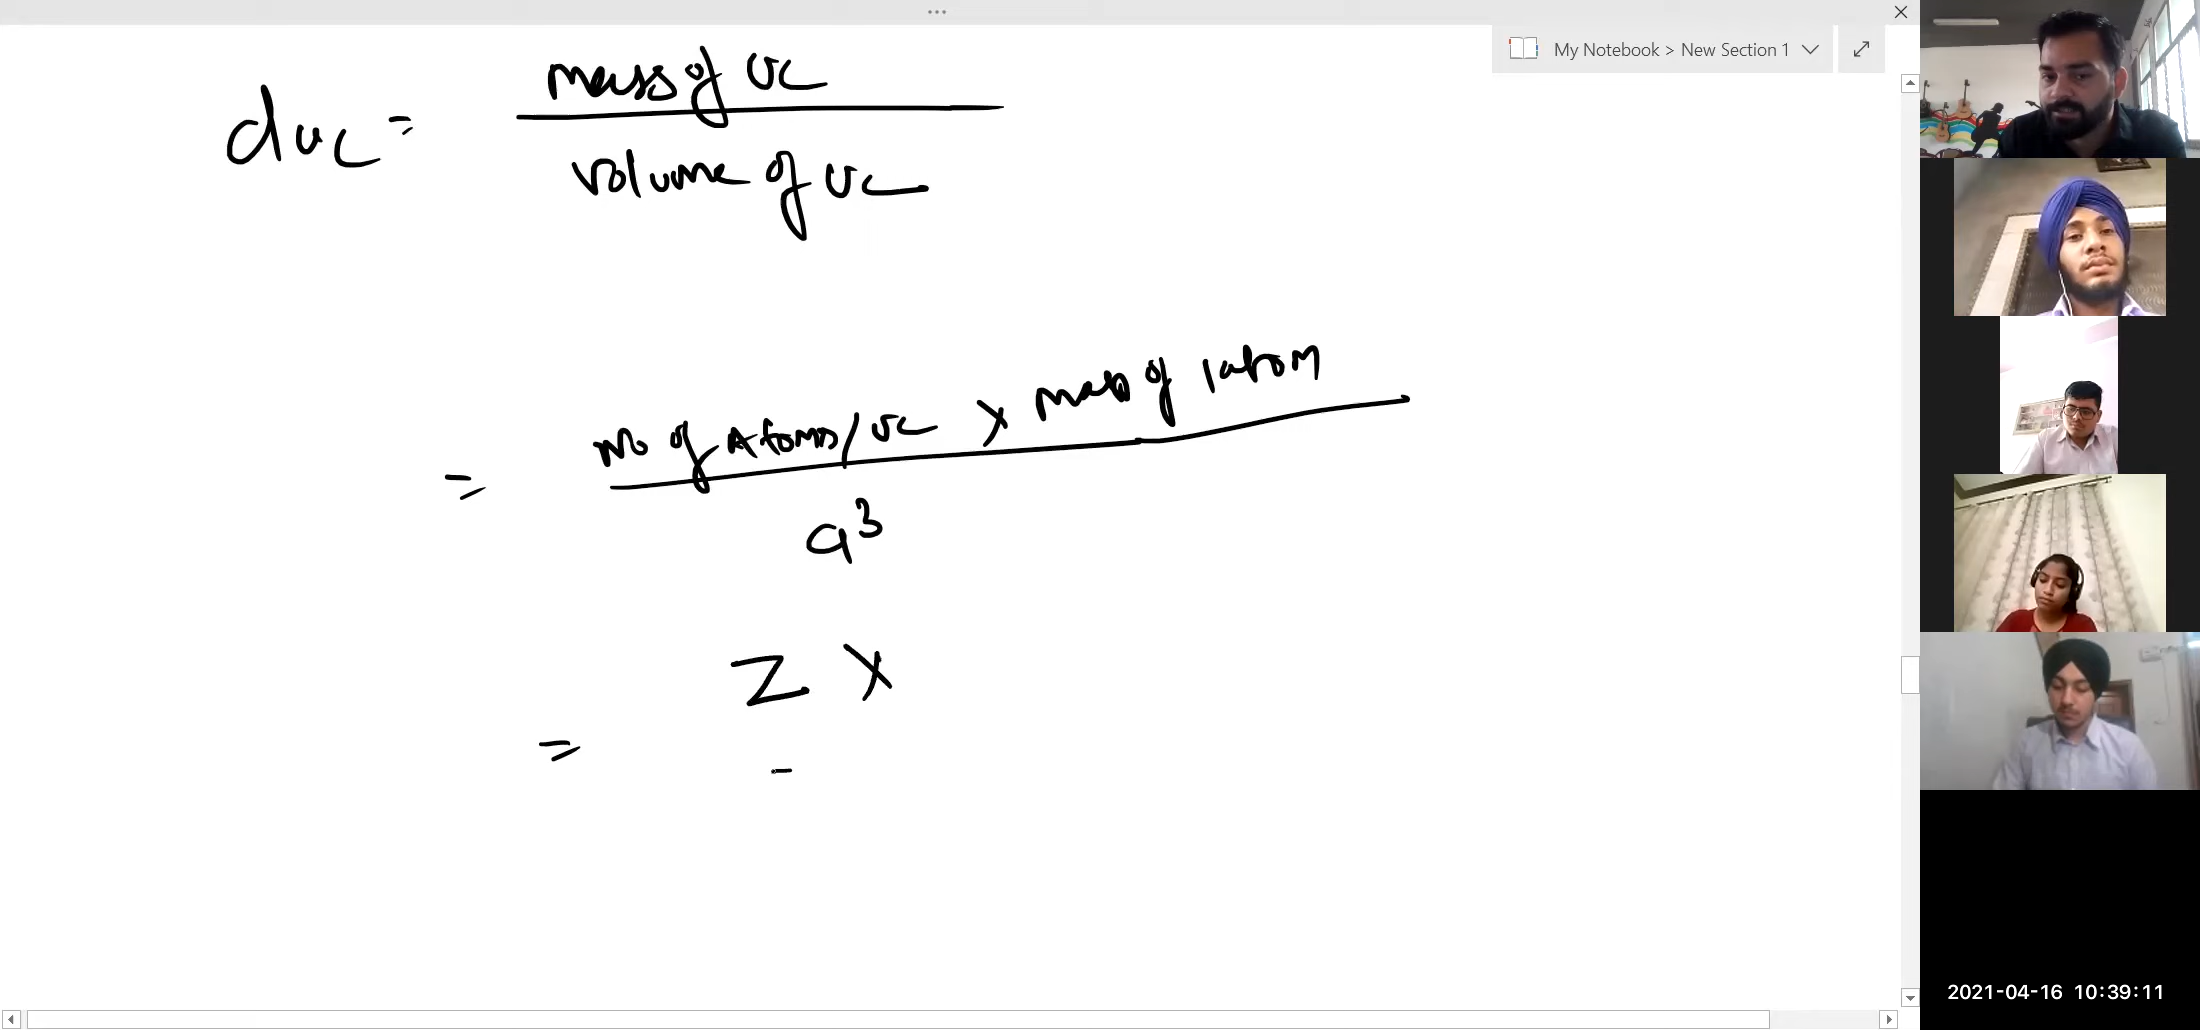 My Notebook > New Section 1
duc = mass of UC
volume of UC
= No of Atoms/UC X mass of 1 atom
a³
= Z X
-
2021-04-16 10:39:11